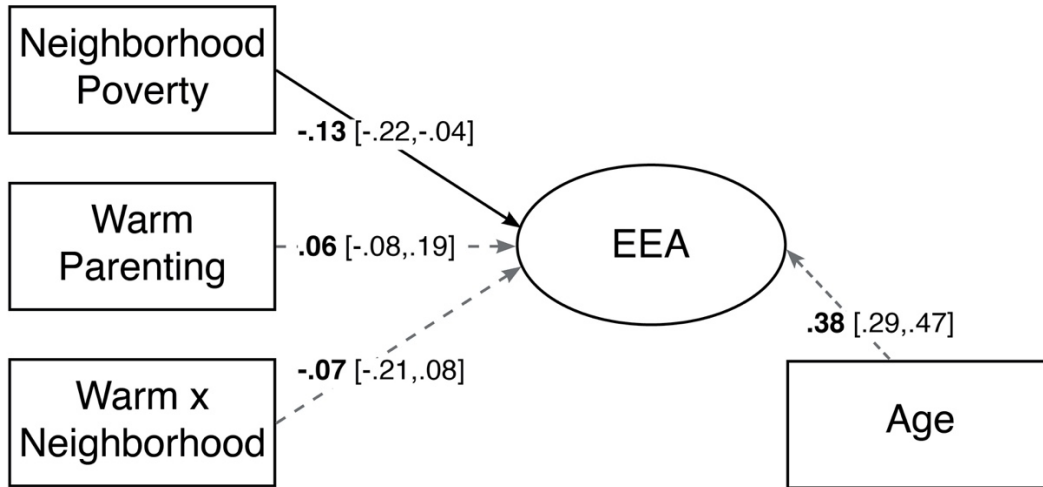 Neighborhood
Poverty
-.13 [-.22,-.04]
Warm
Parenting
.06 [-.08,.19]
EEA
.38 [.29,.47]
-.07 [-.21,.08]
Warm x
Neighborhood
Age